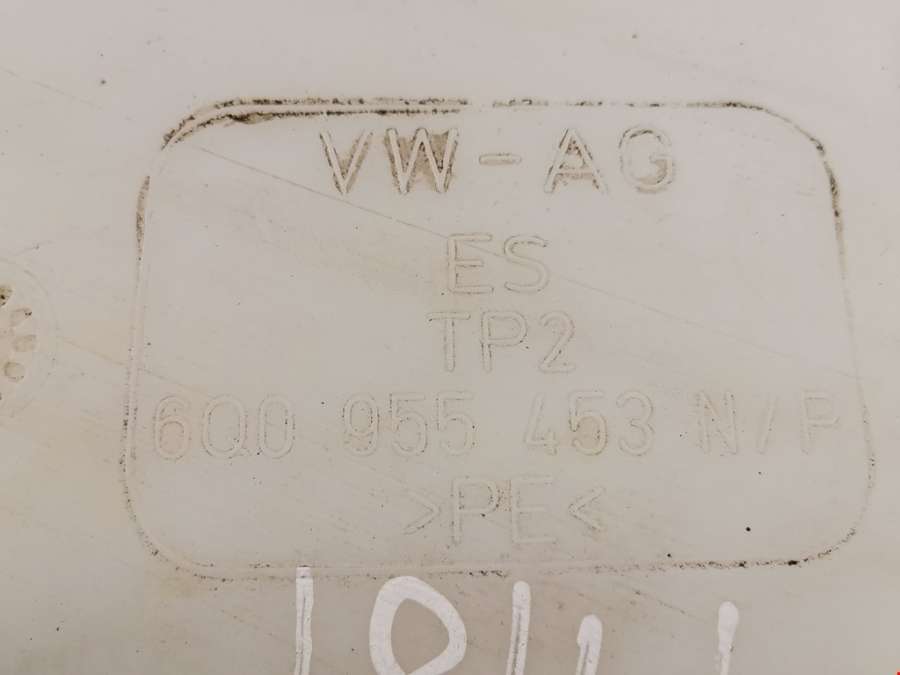 VW-AG
ES
TP2
6Q0 955 453 N/P
>PE<